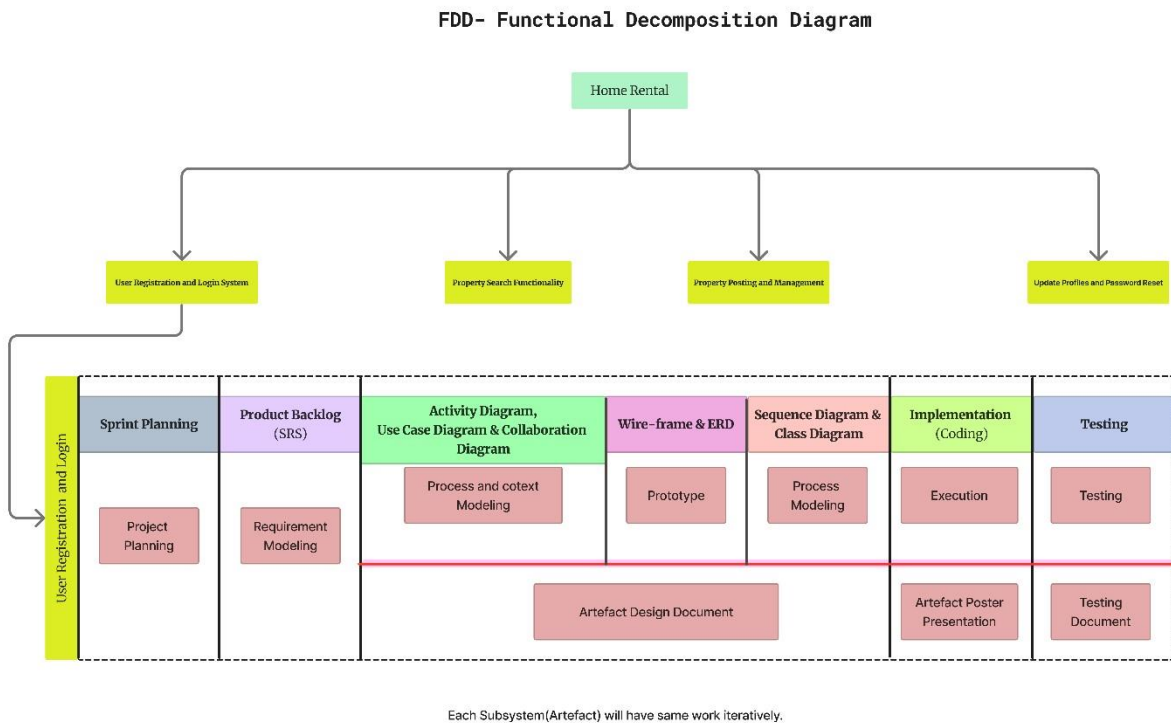 FDD- Functional Decomposition Diagram
Home Rental
User Registration and Login System
Property Search Functionality
Property Posting and Management
Update Profiles and Password Reset
User Registration and Login
Sprint Planning
Product Backlog
(SRS)
Activity Diagram,
Use Case Diagram & Collaboration
Diagram
Wire-frame & ERD
Sequence Diagram &
Class Diagram
Implementation
(Coding)
Testing
Project
Planning
Requirement
Modeling
Process and cotext
Modeling
Prototype
Process
Modeling
Execution
Testing
Artefact Design Document
Artefact Poster
Presentation
Testing
Document
Each Subsystem(Artefact) will have same work iteratively.